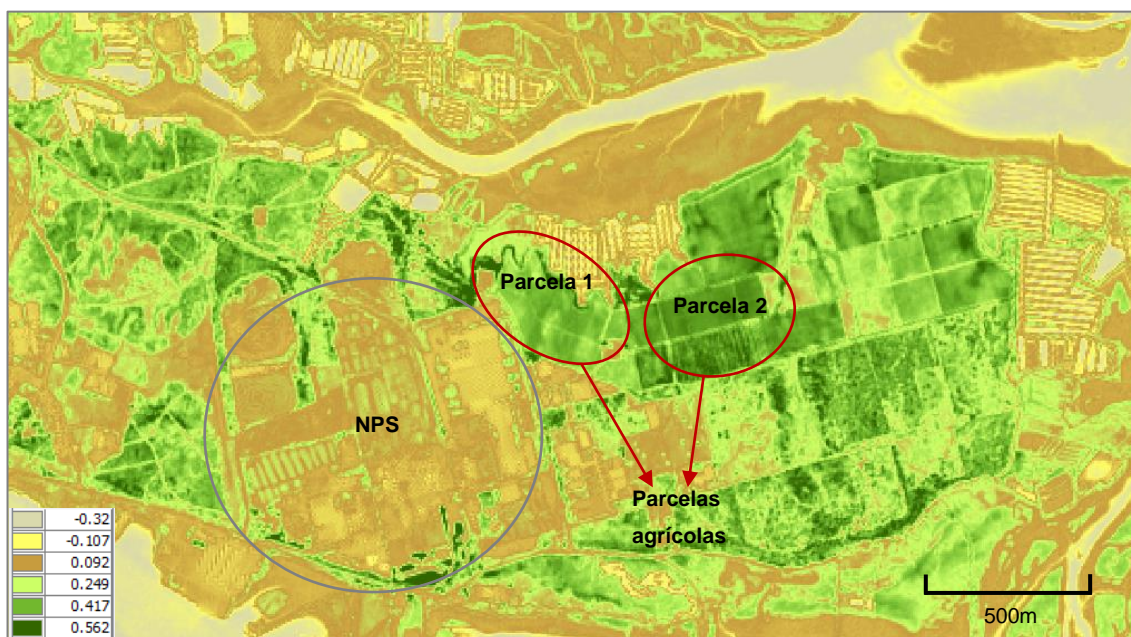 Parcela 1
Parcela 2
NPS
Parcelas
agrícolas
-0.32
-0.107
0.092
0.249
0.417
0.562
500m